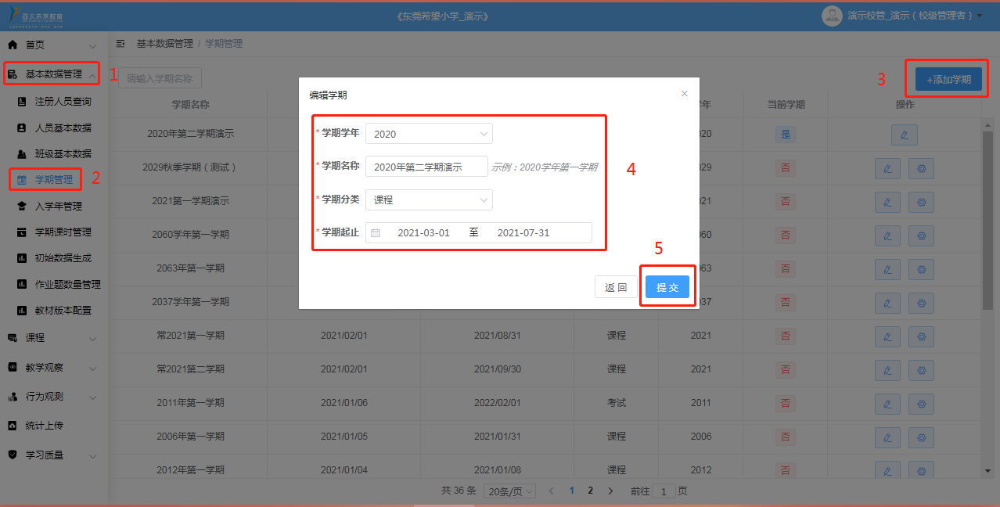 亚太未来教育
《东莞希望小学_演示》
演示校管_演示（校级管理者）
首页
基本数据管理
1
注册人员查询
人员基本数据
班级基本数据
学期管理
2
入学年管理
学期课时管理
初始数据生成
作业题数量管理
教材版本配置
课程
教学观察
行为观测
统计上传
学习质量
基本数据管理 / 学期管理
请输入学期名称
3
+添加学期
学期名称 年 当前学期 操作
2020年第二学期演示 20 是
2029秋季学期（测试） 29 否
2021第一学期演示 21 否
2060年第一学期 60 否
2063年第一学期 63 否
2037学年第一学期 37 否
常2021第一学期 2021/02/01 2021/08/31 课程 2021 否
常2021第二学期 2021/02/01 2021/09/30 课程 2021 否
2011年第一学期 2021/01/06 2022/02/01 考试 2011 否
2006年第一学期 2021/01/05 2021/01/31 课程 2006 否
2012年第一学期 2021/01/04 2021/01/08 课程 2012 否
编辑学期
* 学期学年 2020
* 学期名称 2020年第二学期演示 示例：2020学年第一学期
* 学期分类 课程
* 学期起止 2021-03-01 至 2021-07-31
4
5
返 回
提 交
共 36 条 20条/页 1 2 前往 1 页